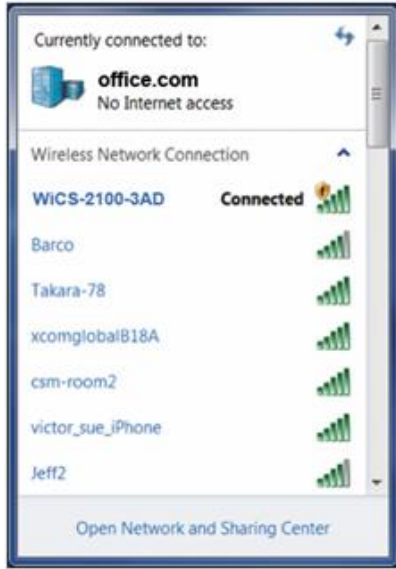 Currently connected to:
office.com
No Internet access
Wireless Network Connection
WiCS-2100-3AD Connected
Barco
Takara-78
xcomglobalB18A
csm-room2
victor_sue_iPhone
Jeff2
Open Network and Sharing Center